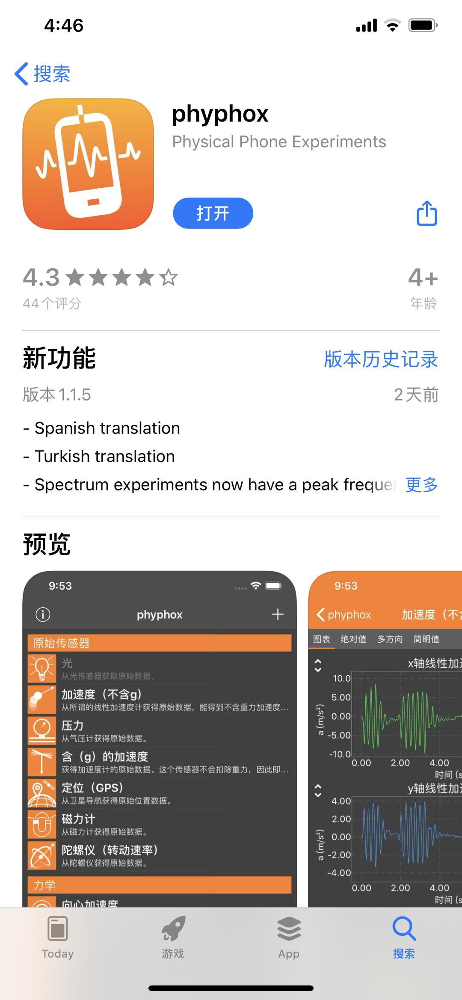 4:46
搜索
phyphox
Physical Phone Experiments
打开
4.3
4+
44个评分
年龄
新功能
版本历史记录
版本1.1.5
2天前
- Spanish translation
- Turkish translation
- Spectrum experiments now have a peak freque
更多
预览
9:53
phyphox
原始传感器
光
从光传感器获取原始数据。
加速度（不含g）
从所谓的线性加速度计获得原始数据，能得到不含重力加速度...
压力
从气压计获得原始数据。
含（g）的加速度
获得加速度计的原始数据。这个传感器不会扣除重力，因此即...
定位（GPS）
从卫星导航获得原始位置数据。
磁力计
从磁力计获得原始数据。
陀螺仪（转动速率）
从陀螺仪获得原始数据。
力学
向心加速度
9:53
phyphox
加速度（不
图表 绝对值 多方向 简明值
x轴线性加
10.0
5.00
0.00
-5.00
-10.0
a (m/s²)
0.00 2.00 4.00
时间 (s
y轴线性加
4.00
2.00
0.00
-2.00
-4.00
a (m/s²)
0.00 2.00 4.00
时间 (s
Today
游戏
App
搜索